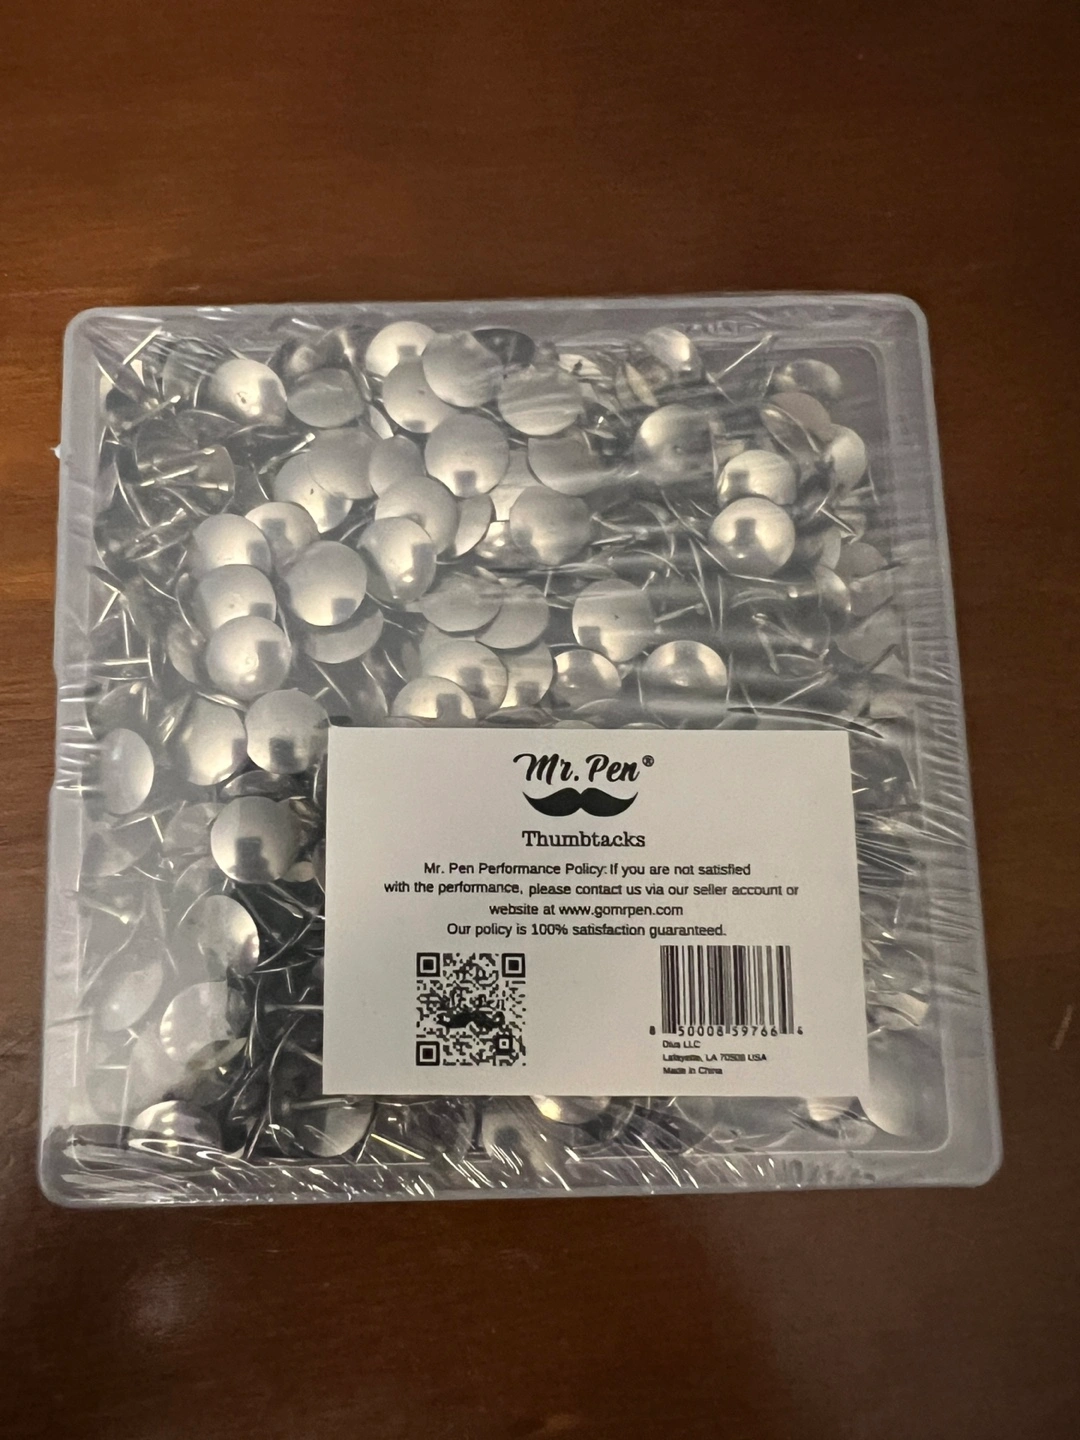 Mr. Pen®
Thumbtacks
Mr. Pen Performance Policy: If you are not satisfied
with the performance, please contact us via our seller account or
website at www.gomrpen.com
Our policy is 100% satisfaction guaranteed.
8 50008 59766 4
Dius LLC
Lafayette, LA 70508 USA
Made in China